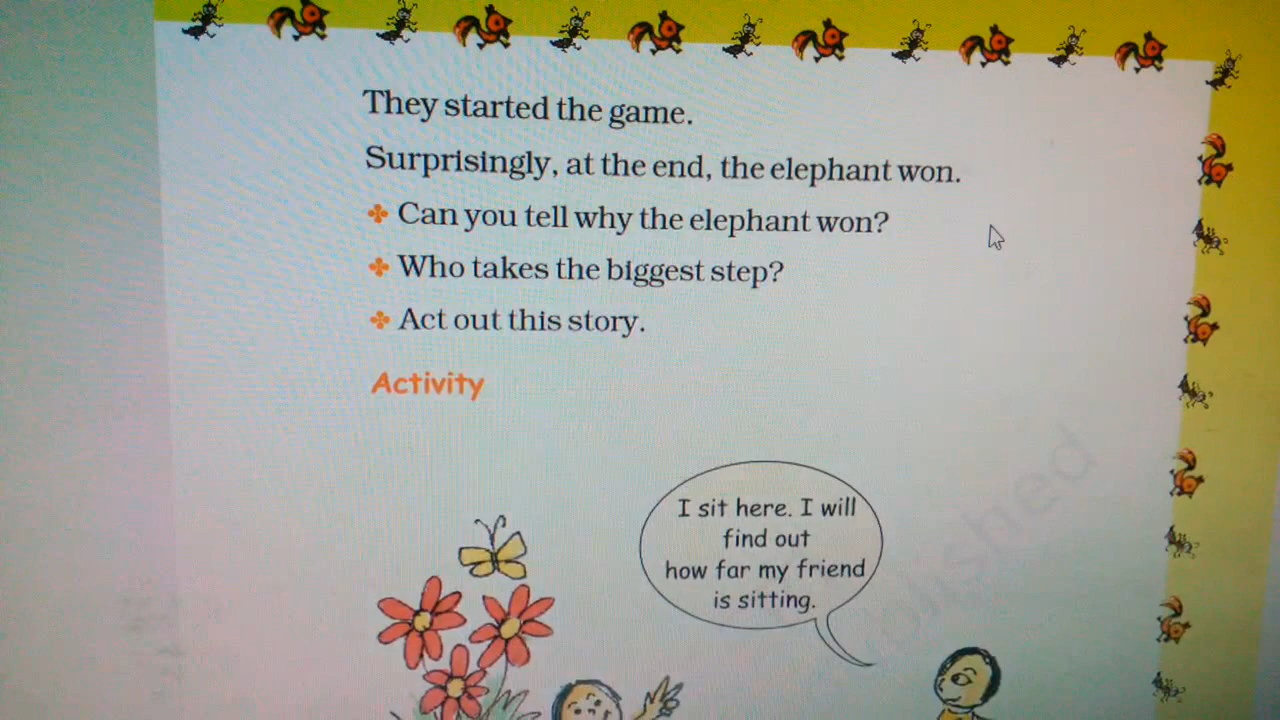 They started the game.
Surprisingly, at the end, the elephant won.
Can you tell why the elephant won?
Who takes the biggest step?
Act out this story.
Activity
I sit here. I will
find out
how far my friend
is sitting.